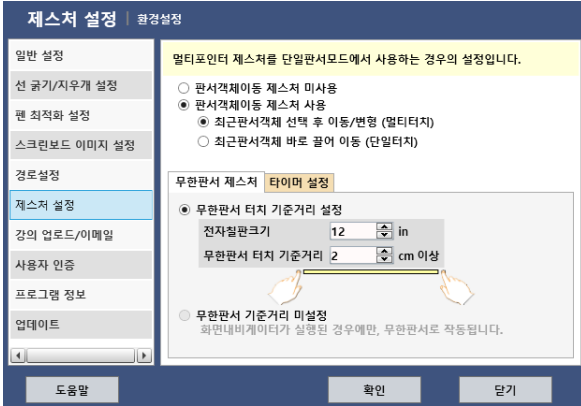 제스처 설정 | 환경설정
일반 설정
선 굵기/지우개 설정
펜 최적화 설정
스크린보드 이미지 설정
경로설정
제스처 설정
강의 업로드/이메일
사용자 인증
프로그램 정보
업데이트
멀티포인터 제스처를 단일판서모드에서 사용하는 경우의 설정입니다.
판서객체이동 제스처 미사용
판서객체이동 제스처 사용
최근판서객체 선택 후 이동/변형 (멀티터치)
최근판서객체 바로 끌어 이동 (단일터치)
무한판서 제스처 타이머 설정
무한판서 터치 기준거리 설정
전자칠판크기 12 in
무한판서 터치 기준거리 2 cm 이상
무한판서 기준거리 미설정
화면내비게이터가 실행된 경우에만, 무한판서로 작동됩니다.
도움말 확인 닫기